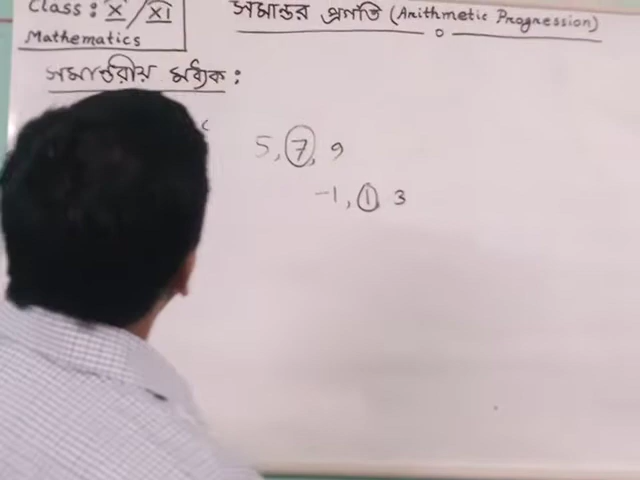 Class: X / XI
Mathematics
সমান্তর প্রগতি (Arithmetic Progression)
সমান্তরীয় মধ্যক :
5, 7, 9
-1, 1 3